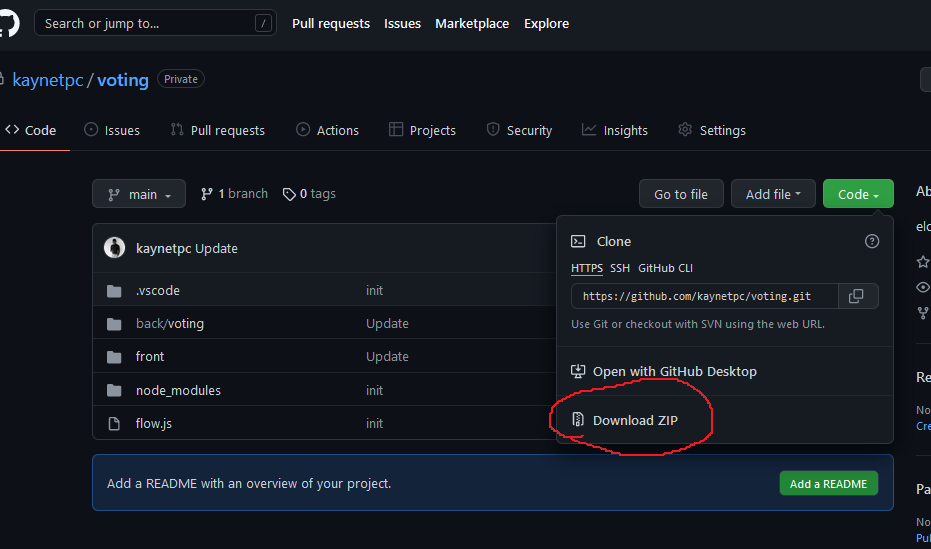 Search or jump to... /
Pull requests Issues Marketplace Explore
kaynetpc / voting Private
Code Issues Pull requests Actions Projects Security Insights Settings
main 1 branch 0 tags Go to file Add file Code
kaynetpc Update
.vscode init
back/voting Update
front Update
node_modules init
flow.js init
Clone
HTTPS SSH GitHub CLI
https://github.com/kaynetpc/voting.git
Use Git or checkout with SVN using the web URL.
Open with GitHub Desktop
Download ZIP
Add a README with an overview of your project. Add a README
Ab
Re
No
Cre
Pa
No
Pul